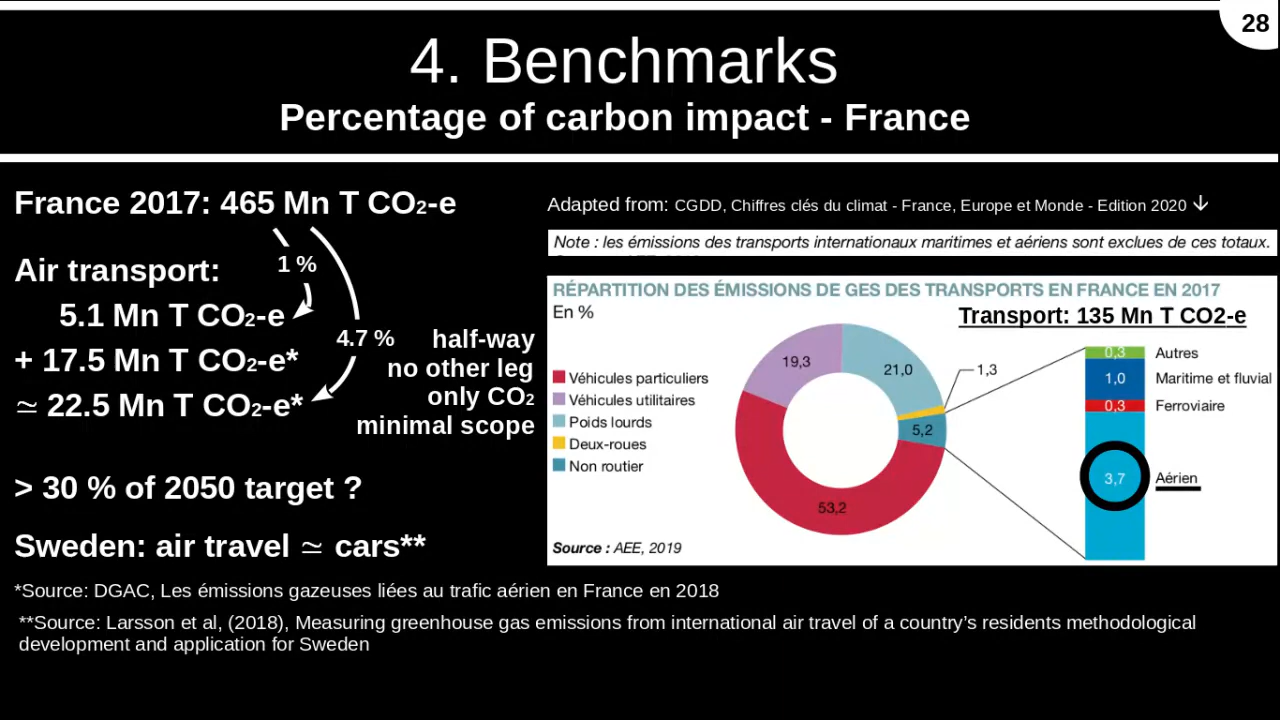 28
4. Benchmarks
Percentage of carbon impact - France
France 2017: 465 Mn T CO2-e
1 %
Air transport:
5.1 Mn T CO2-e
+ 17.5 Mn T CO2-e*
≃ 22.5 Mn T CO2-e*
4.7 %
half-way
no other leg
only CO2
minimal scope
> 30 % of 2050 target ?
Sweden: air travel ≃ cars**
Adapted from: CGDD, Chiffres clés du climat - France, Europe et Monde - Edition 2020 ↓
Note : les émissions des transports internationaux maritimes et aériens sont exclues de ces totaux.
RÉPARTITION DES ÉMISSIONS DE GES DES TRANSPORTS EN FRANCE EN 2017
En %
Transport: 135 Mn T CO2-e
Véhicules particuliers
Véhicules utilitaires
Poids lourds
Deux-roues
Non routier
19,3
21,0
1,3
5,2
53,2
0,3 Autres
1,0 Maritime et fluvial
0,3 Ferroviaire
3,7 Aérien
Source : AEE, 2019
*Source: DGAC, Les émissions gazeuses liées au trafic aérien en France en 2018
**Source: Larsson et al, (2018), Measuring greenhouse gas emissions from international air travel of a country's residents methodological
development and application for Sweden